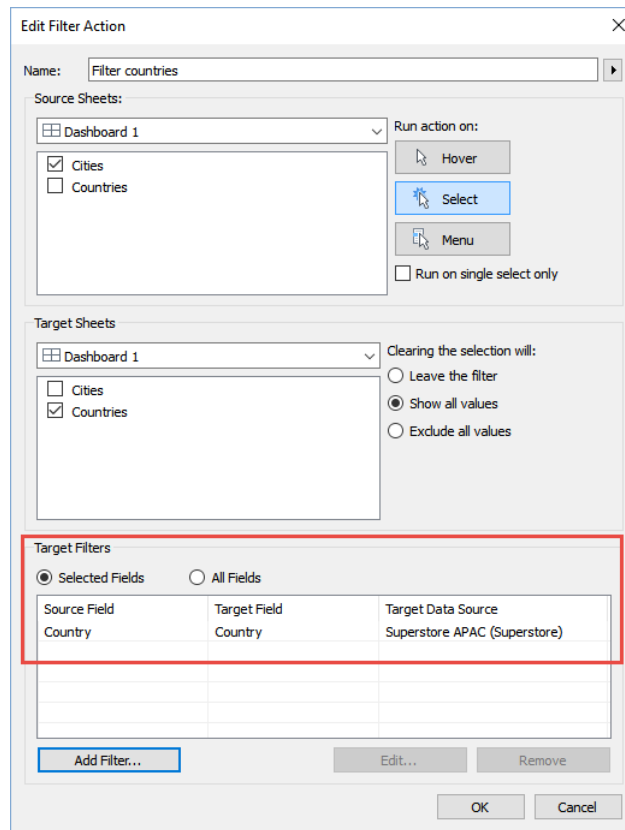 Edit Filter Action
Name: Filter countries
Source Sheets:
Dashboard 1
Run action on:
Cities
Countries
Hover
Select
Menu
Run on single select only
Target Sheets
Dashboard 1
Clearing the selection will:
Cities
Countries
Leave the filter
Show all values
Exclude all values
Target Filters
Selected Fields All Fields
Source Field Target Field Target Data Source
Country Country Superstore APAC (Superstore)
Add Filter... Edit... Remove
OK Cancel